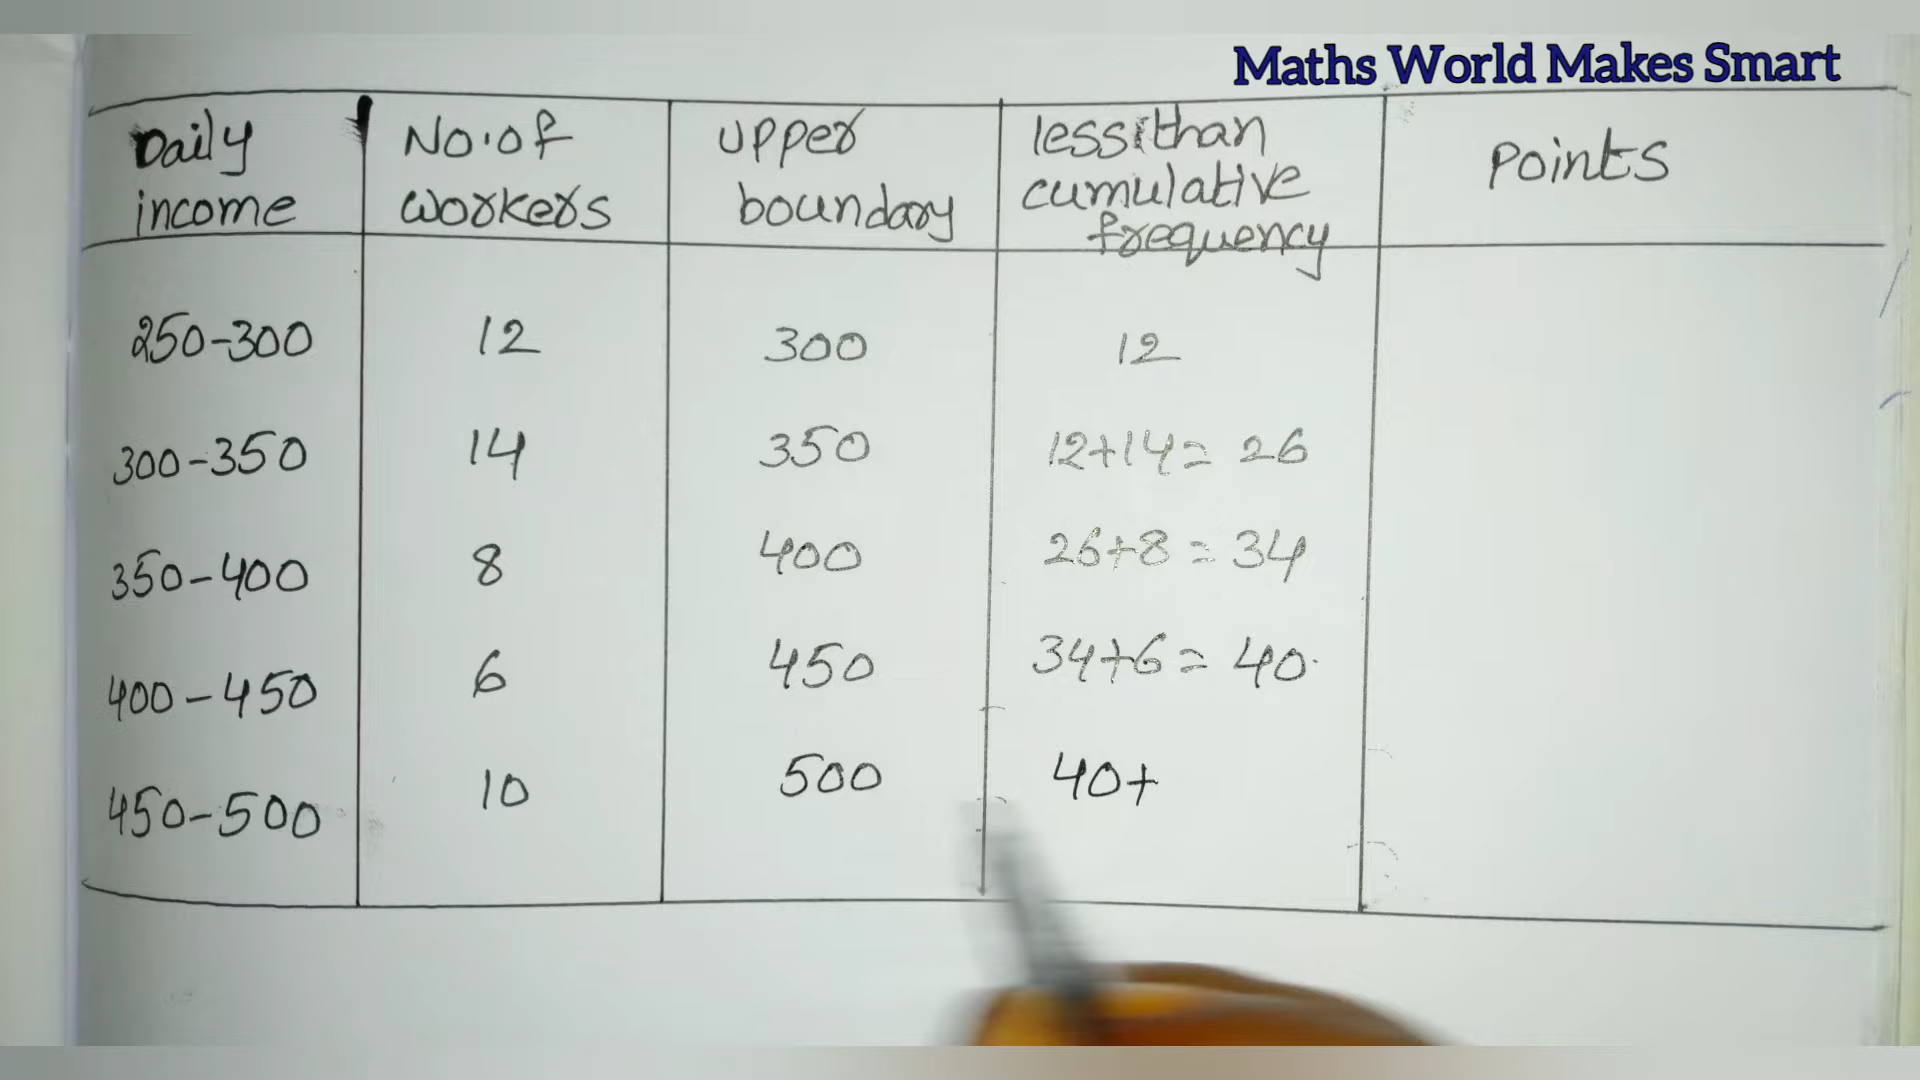 Maths World Makes Smart
Daily income | No. of workers | upper boundary | less than cumulative frequency | points
250-300 | 12 | 300 | 12
300-350 | 14 | 350 | 12+14= 26
350-400 | 8 | 400 | 26+8 = 34
400-450 | 6 | 450 | 34+6= 40
450-500 | 10 | 500 | 40+